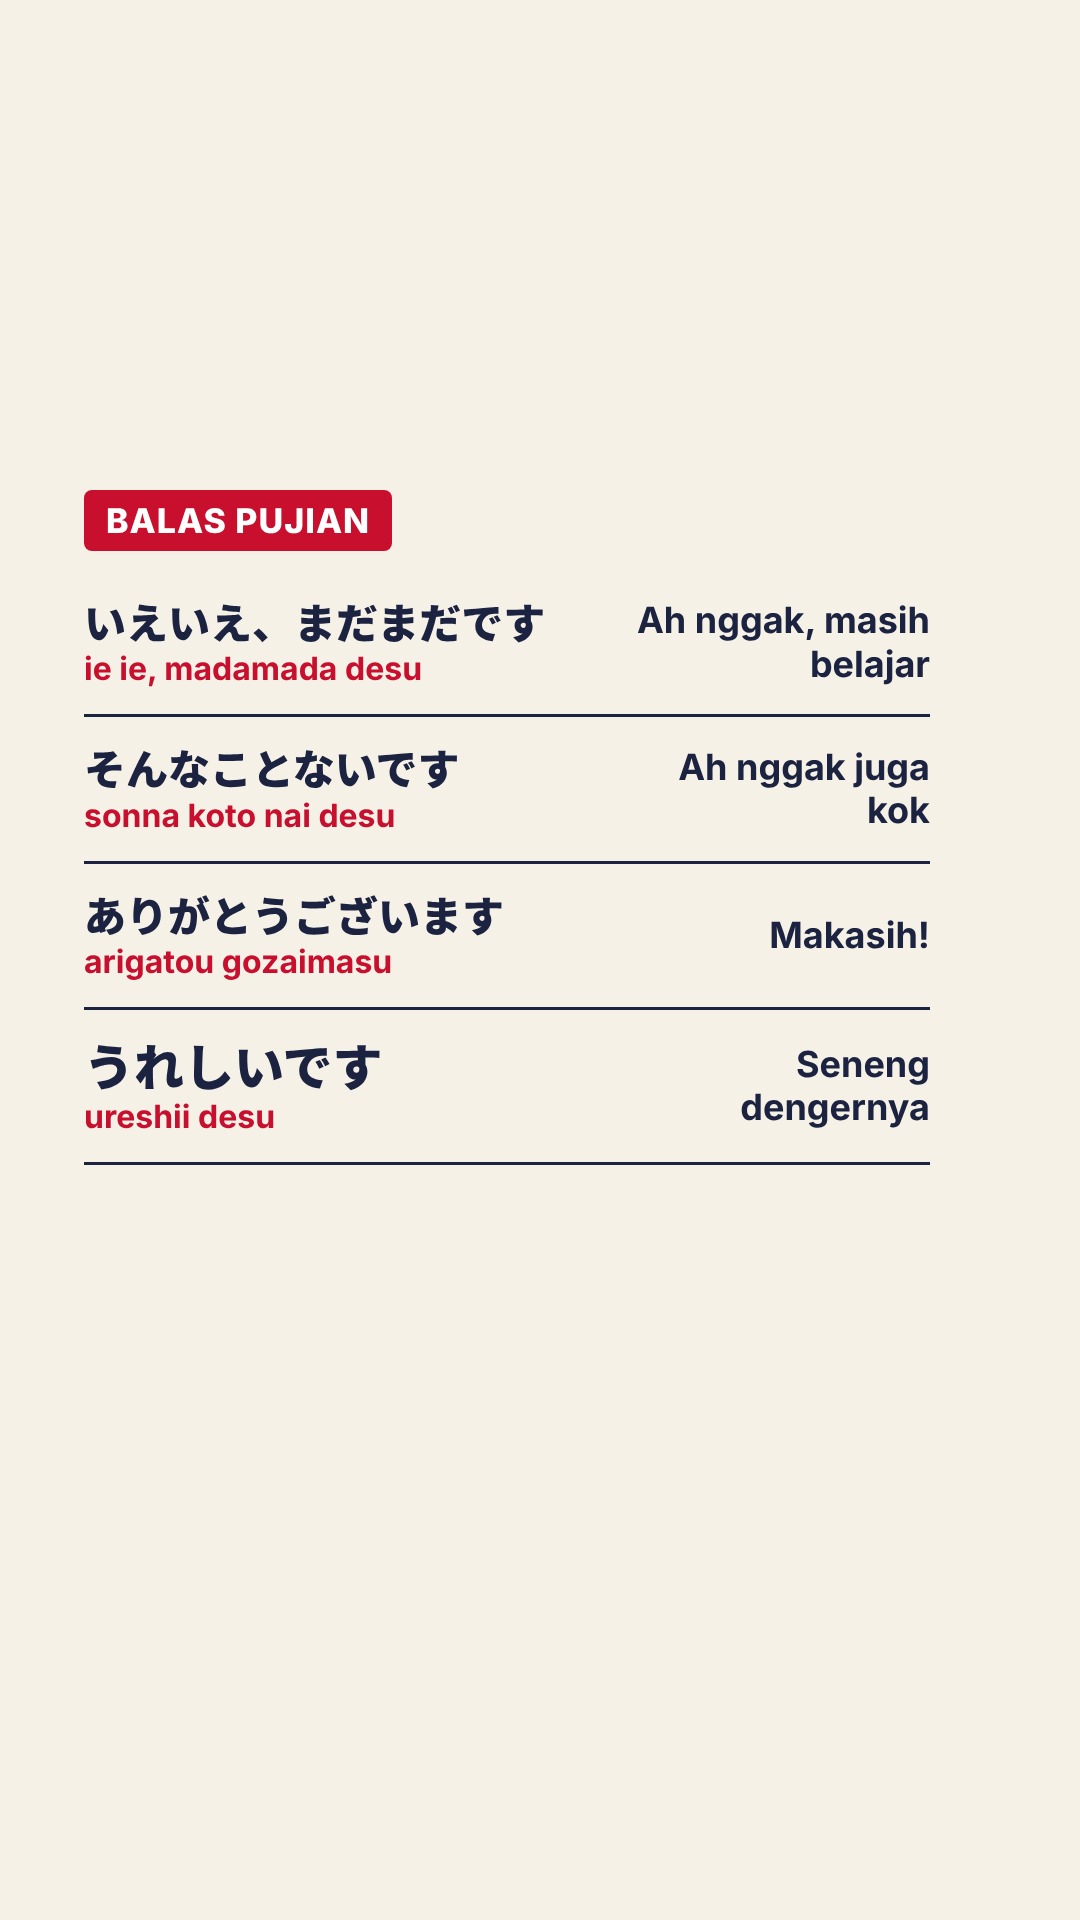 BALAS PUJIAN
いえいえ、まだまだです
ie ie, madamada desu
Ah nggak, masih
belajar
そんなことないです
sonna koto nai desu
Ah nggak juga
kok
ありがとうございます
arigatou gozaimasu
Makasih!
うれしいです
ureshii desu
Seneng
dengernya